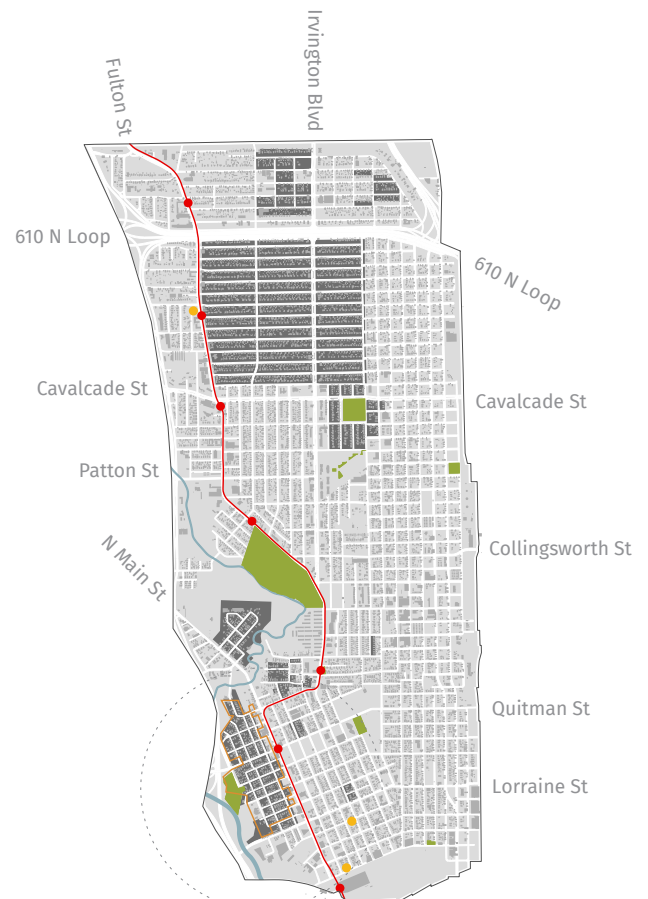 Irvington Blvd
Fulton St
610 N Loop
610 N Loop
Cavalcade St
Cavalcade St
Patton St
N Main St
Collingsworth St
Quitman St
Lorraine St